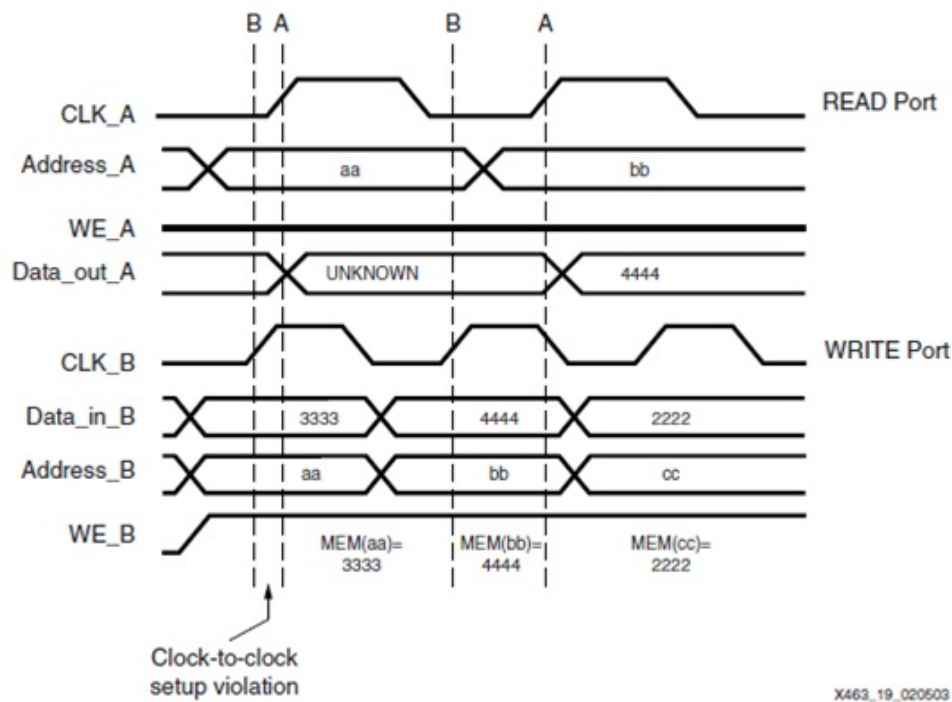 B A B A
CLK_A READ Port
Address_A aa bb
WE_A
Data_out_A UNKNOWN 4444
CLK_B WRITE Port
Data_in_B 3333 4444 2222
Address_B aa bb cc
WE_B
MEM(aa)= MEM(bb)= MEM(cc)=
3333 4444 2222
Clock-to-clock
setup violation
X463_19_020503